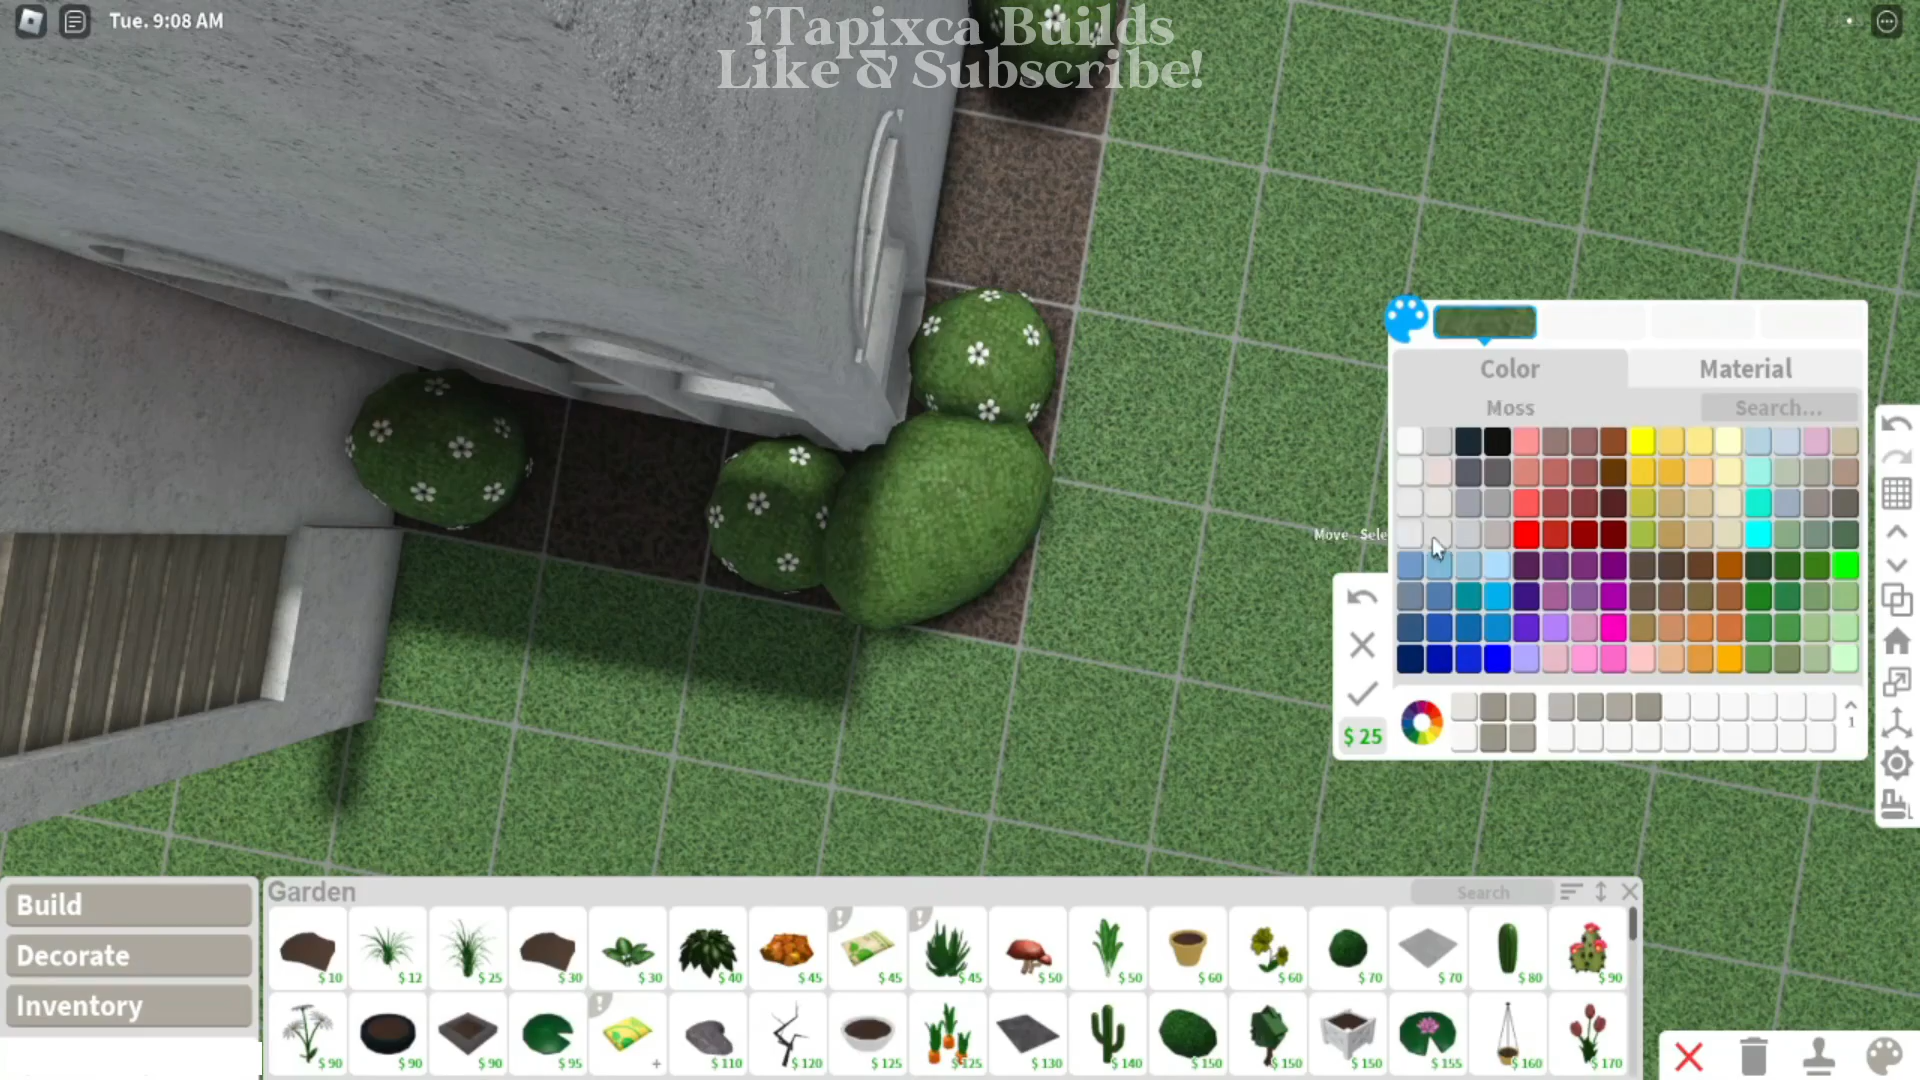 Tue. 9:08 AM
iTapixca Builds
Like & Subscribe!
Color
Material
Moss
Search...
Move
Sele
$ 25
1
Build
Decorate
Inventory
Garden
Search
$ 10
$ 12
$ 25
$ 30
$ 30
$ 40
$ 45
$ 45
$ 45
$ 50
$ 50
$ 60
$ 60
$ 70
$ 70
$ 80
$ 90
$ 90
$ 90
$ 90
$ 95
+
$ 110
$ 120
$ 125
$ 125
$ 130
$ 140
$ 150
$ 150
$ 150
$ 155
$ 160
$ 170